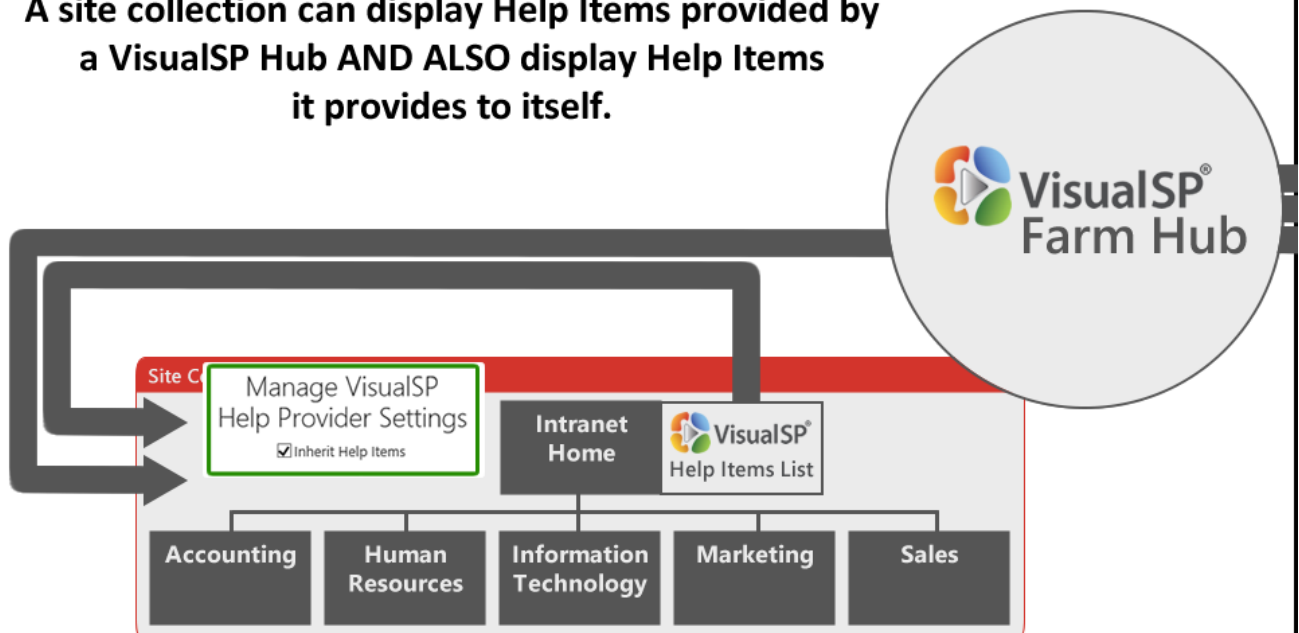 A site collection can display Help Items provided by
a VisualSP Hub AND ALSO display Help Items
it provides to itself.
VisualSP®
Farm Hub
Site
Manage VisualSP
Help Provider Settings
Inherit Help Items
Intranet
Home
VisualSP®
Help Items List
Accounting
Human
Resources
Information
Technology
Marketing
Sales